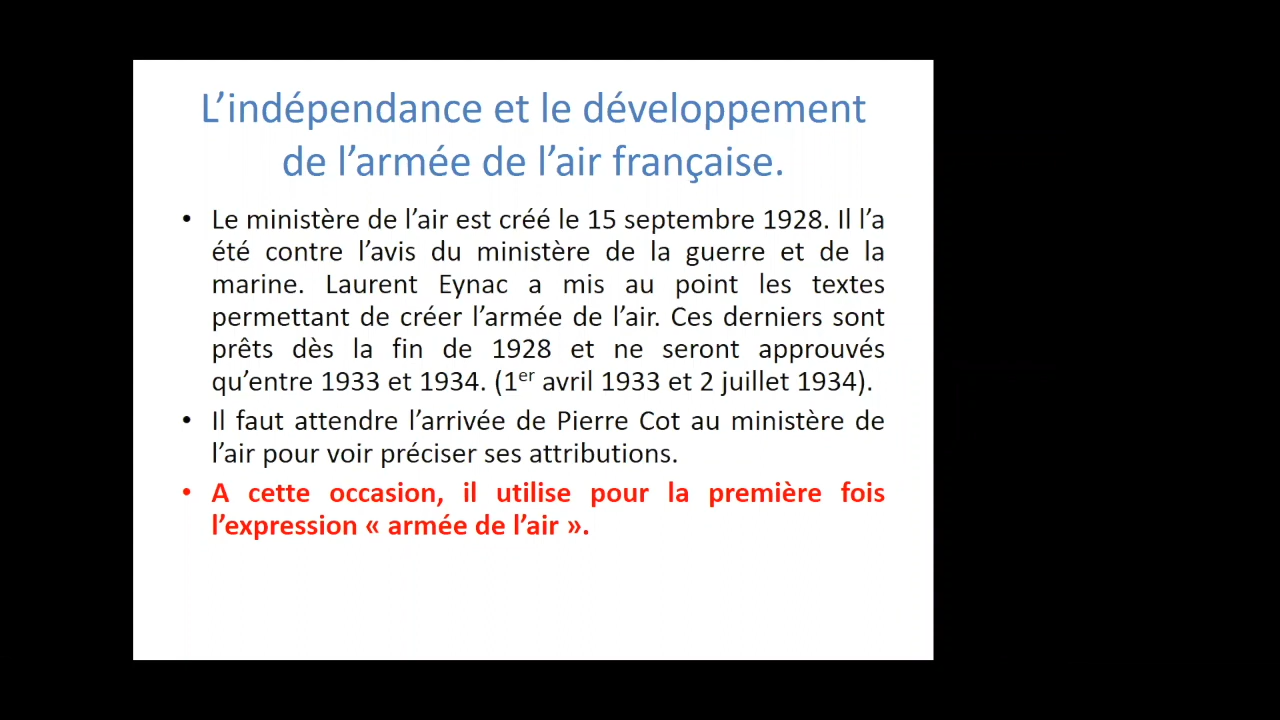 L’indépendance et le développement
de l’armée de l’air française.
• Le ministère de l’air est créé le 15 septembre 1928. Il l’a
été contre l’avis du ministère de la guerre et de la
marine. Laurent Eynac a mis au point les textes
permettant de créer l’armée de l’air. Ces derniers sont
prêts dès la fin de 1928 et ne seront approuvés
qu’entre 1933 et 1934. (1er avril 1933 et 2 juillet 1934).
• Il faut attendre l’arrivée de Pierre Cot au ministère de
l’air pour voir préciser ses attributions.
• A cette occasion, il utilise pour la première fois
l’expression « armée de l’air ».